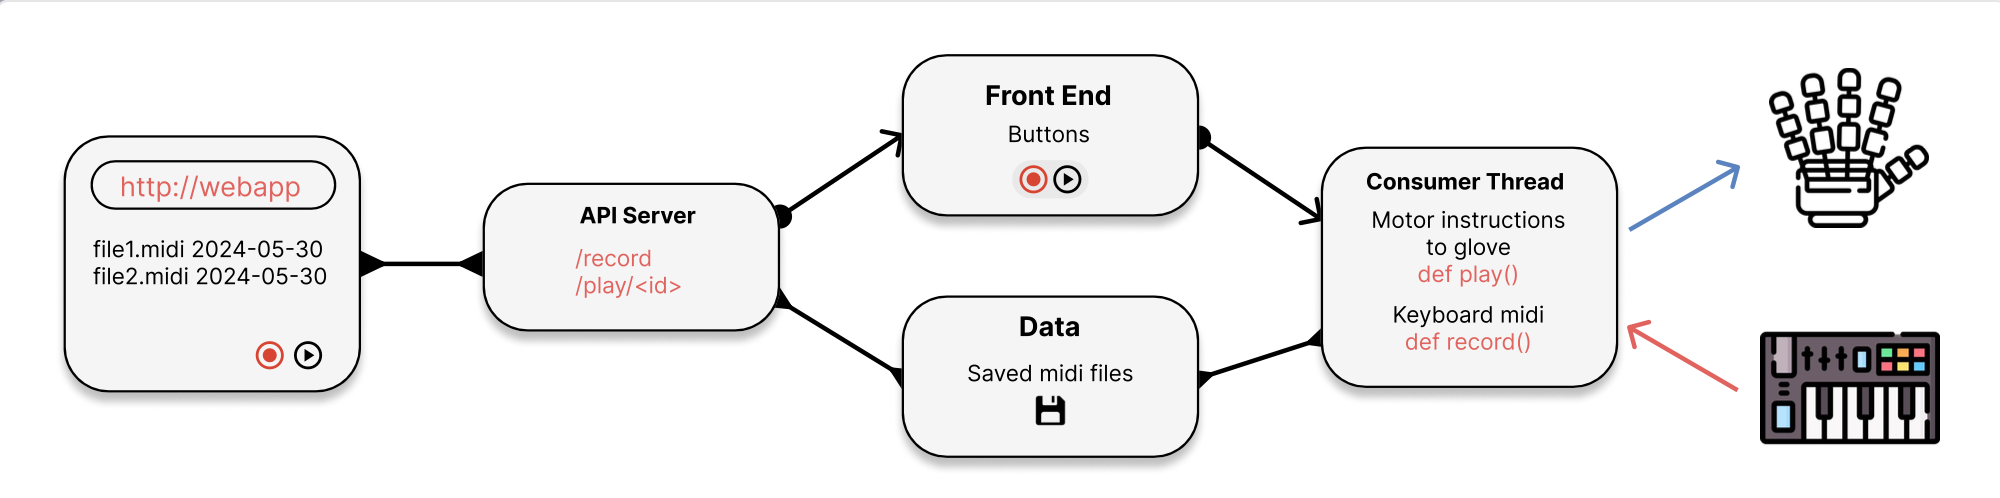 http://webapp
file1.midi 2024-05-30
file2.midi 2024-05-30
API Server
/record
/play/<id>
Front End
Buttons
Data
Saved midi files
Consumer Thread
Motor instructions
to glove
def play()
Keyboard midi
def record()